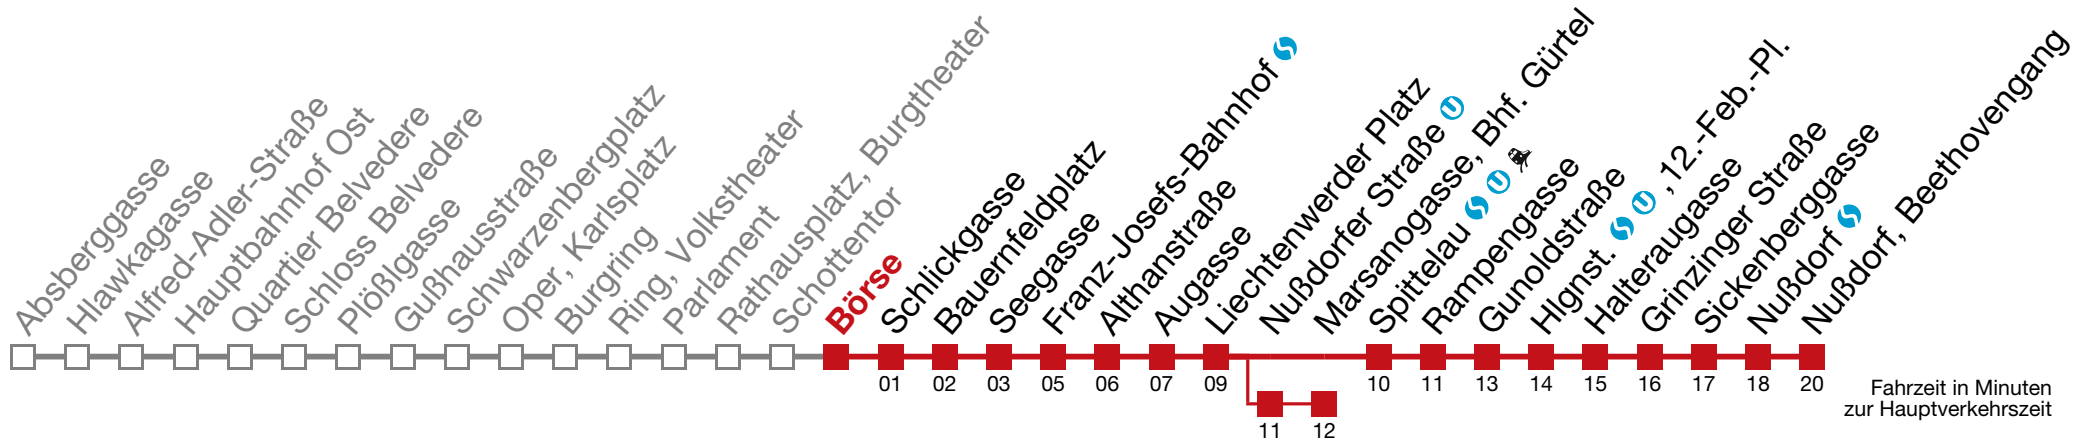 Absberggasse
Hlawkagasse
Alfred-Adler-Straße
Hauptbahnhof Ost
Quartier Belvedere
Schloss Belvedere
Plößlgasse
Gußhausstraße
Schwarzenbergplatz
Oper, Karlsplatz
Burgring
Ring, Volkstheater
Parlament
Rathausplatz, Burgtheater
Schottentor
Börse
Schlickgasse
Bauernfeldplatz
Seegasse
Franz-Josefs-Bahnhof
Althanstraße
Augasse
Liechtenwerder Platz
Nußdorfer Straße U
Marsanogasse, Bhf. Gürtel
Spittelau U
Rampengasse
Gunoldstraße
Hlgnst. U , 12.-Feb.-Pl.
Halteraugasse
Grinzinger Straße
Sickenberggasse
Nußdorf
Nußdorf, Beethovengang
01 02 03 05 06 07 09 10 11 13 14 15 16 17 18 20
11 12
Fahrzeit in Minuten
zur Hauptverkehrszeit